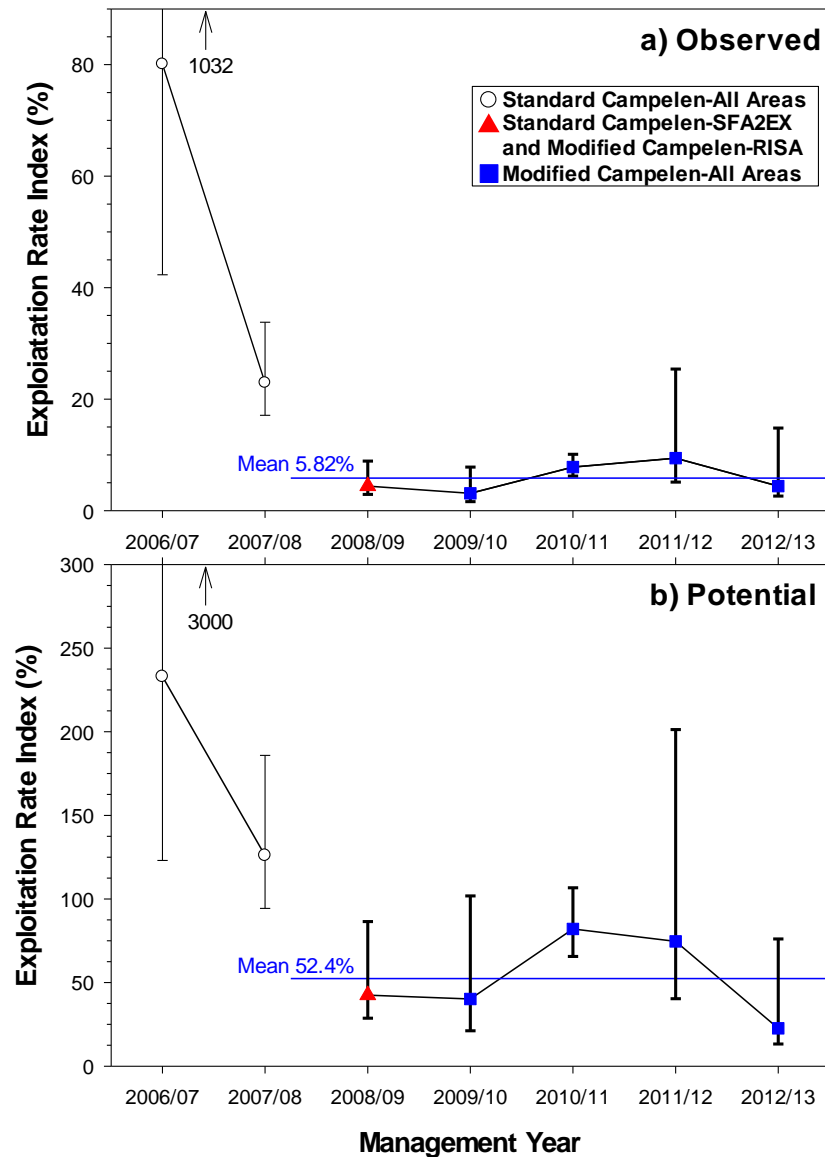 a) Observed
1032
Standard Campelen-All Areas
Standard Campelen-SFA2EX
and Modified Campelen-RISA
Modified Campelen-All Areas
Exploiatation Rate Index (%)
80
60
40
20
0
Mean 5.82%
2006/07 2007/08 2008/09 2009/10 2010/11 2011/12 2012/13
b) Potential
3000
Exploitation Rate Index (%)
300
250
200
150
100
50
0
Mean 52.4%
2006/07 2007/08 2008/09 2009/10 2010/11 2011/12 2012/13
Management Year